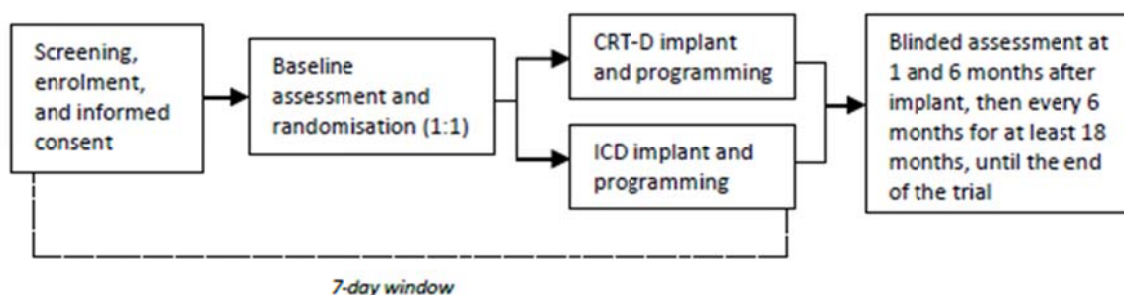 Screening,
enrolment,
and informed
consent
Baseline
assessment and
randomisation (1:1)
CRT-D implant
and programming
ICD implant and
programming
Blinded assessment at
1 and 6 months after
implant, then every 6
months for at least 18
months, until the end
of the trial
7-day window